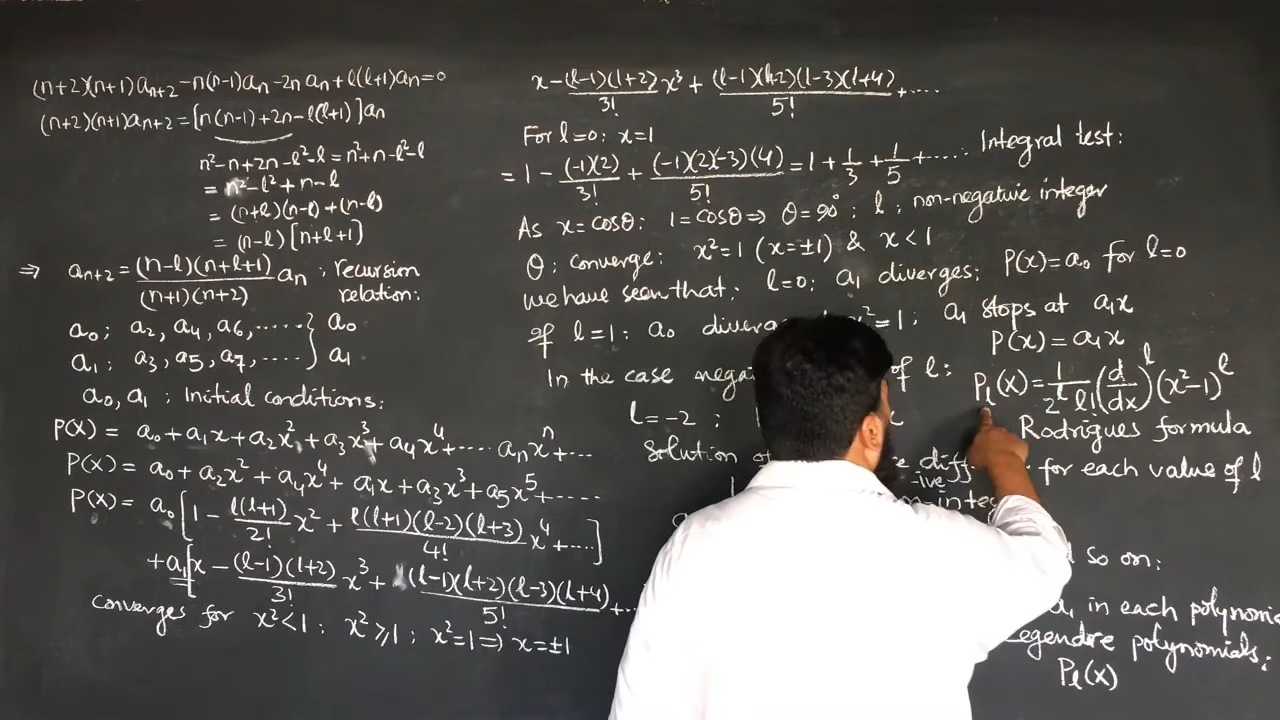 (n+2)(n+1)aₙ₊₂ − n(n−1)aₙ − 2n aₙ + l(l+1)aₙ = 0
(n+2)(n+1)aₙ₊₂ = [n(n−1) + 2n − l(l+1)]aₙ
n² − n + 2n − l² − l = n² + n − l² − l
= n² − l² + n − l
= (n+l)(n−l) + (n−l)
= (n−l)[n+l+1]
⇒ aₙ₊₂ = (n−l)(n+l+1)/(n+1)(n+2) aₙ : recursion relation:
a₀ ; a₂, a₄, a₆, ..... } a₀
a₁ ; a₃, a₅, a₇, .... } a₁
a₀, a₁ : Initial conditions:
P(x) = a₀ + a₁x + a₂x² + a₃x³ + a₄x⁴ + .... aₙxⁿ + ...
P(x) = a₀ + a₂x² + a₄x⁴ + a₁x + a₃x³ + a₅x⁵ + .....
P(x) = a₀[1 − l(l+1)/2! x² + l(l+1)(l−2)(l+3)/4! x⁴ + ....]
+ a₁[x − (l−1)(l+2)/3! x³ + (l−1)(l+2)(l−3)(l+4)/5! + ..
Converges for x² < 1 : x² ⩾ 1 ; x² = 1 ⇒ x = ±1
x − (l−1)(l+2)/3! x³ + (l−1)(l+2)(l−3)(l+4)/5! + ....
For l=0: x=1
= 1 − (−1)(2)/3! + (−1)(2)(−3)(4)/5! = 1 + 1/3 + 1/5 + ....: Integral test:
As x = cosθ: 1 = cosθ ⇒ θ = 90° ; l ; non-negative integer
θ: converge: x² = 1 (x = ±1) & x < 1
we have seen that: l=0; a₁ diverges; P(x) = a₀ for l=0
If l=1: a₀ x² = 1; a₁ stops at a₁x
P(x) = a₁x
In the case of l:
Pₗ(x) = 1/2ˡ l! (d/dx)ˡ (x²−1)ˡ
l = −2 ;
Rodrigues formula
Solution for each value of l
-ive
so on:
a₁ in each
Legendre polynomials:
Pₗ(x)